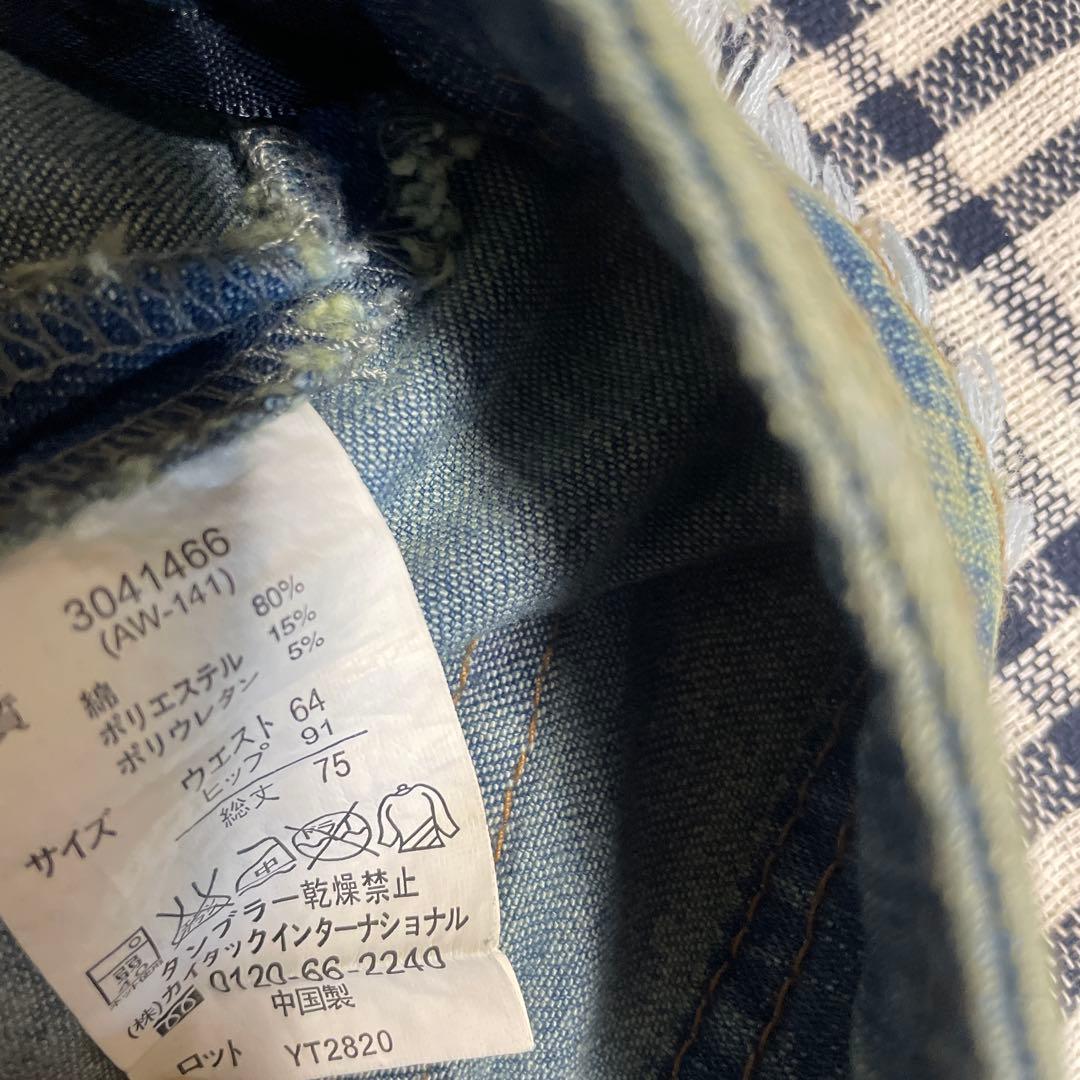 3041466
(AW-141)
質 綿 80%
ポリエステル 15%
ポリウレタン 5%
サイズ ウエスト 64
ヒップ 91
総丈 75
中
タンブラー乾燥禁止
(株)カイタックインターナショナル
0120-66-2240
中国製
ロット YT2820